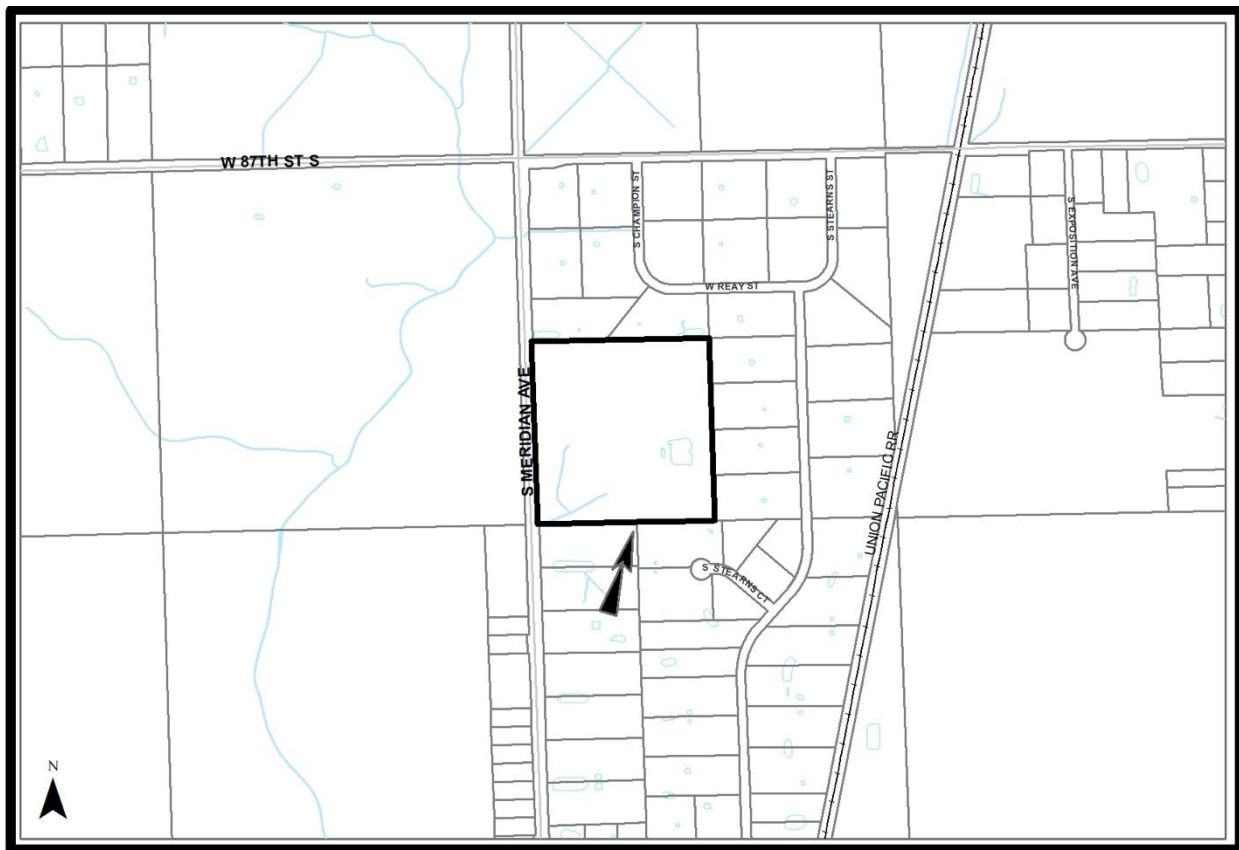 W 87TH ST S
S CHAMPION ST
S STEARNS ST
S EXPOSITION AVE
W REAY ST
S MERIDIAN AVE
UNION PACIFIC RR
S STEARNS CT
N